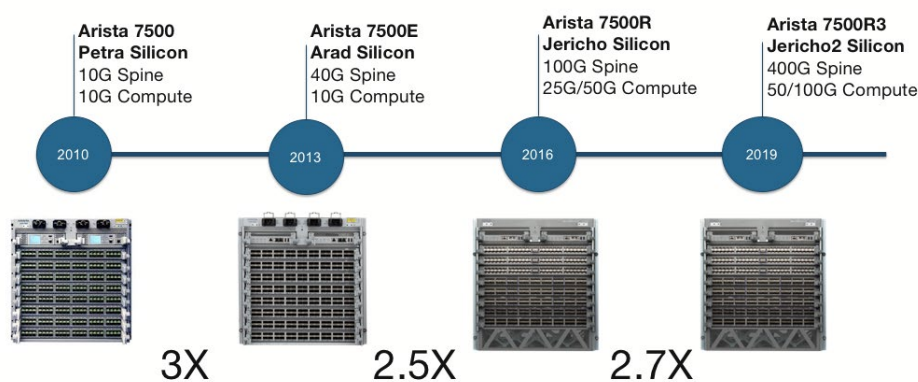 Arista 7500
Petra Silicon
10G Spine
10G Compute
Arista 7500E
Arad Silicon
40G Spine
10G Compute
Arista 7500R
Jericho Silicon
100G Spine
25G/50G Compute
Arista 7500R3
Jericho2 Silicon
400G Spine
50/100G Compute
2010
2013
2016
2019
3X
2.5X
2.7X